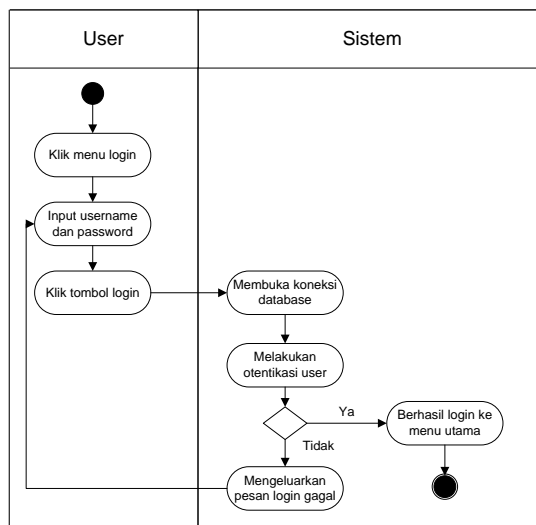 User
Sistem
Klik menu login
Input username
dan password
Klik tombol login
Membuka koneksi
database
Melakukan
otentikasi user
Ya
Berhasil login ke
menu utama
Tidak
Mengeluarkan
pesan login gagal